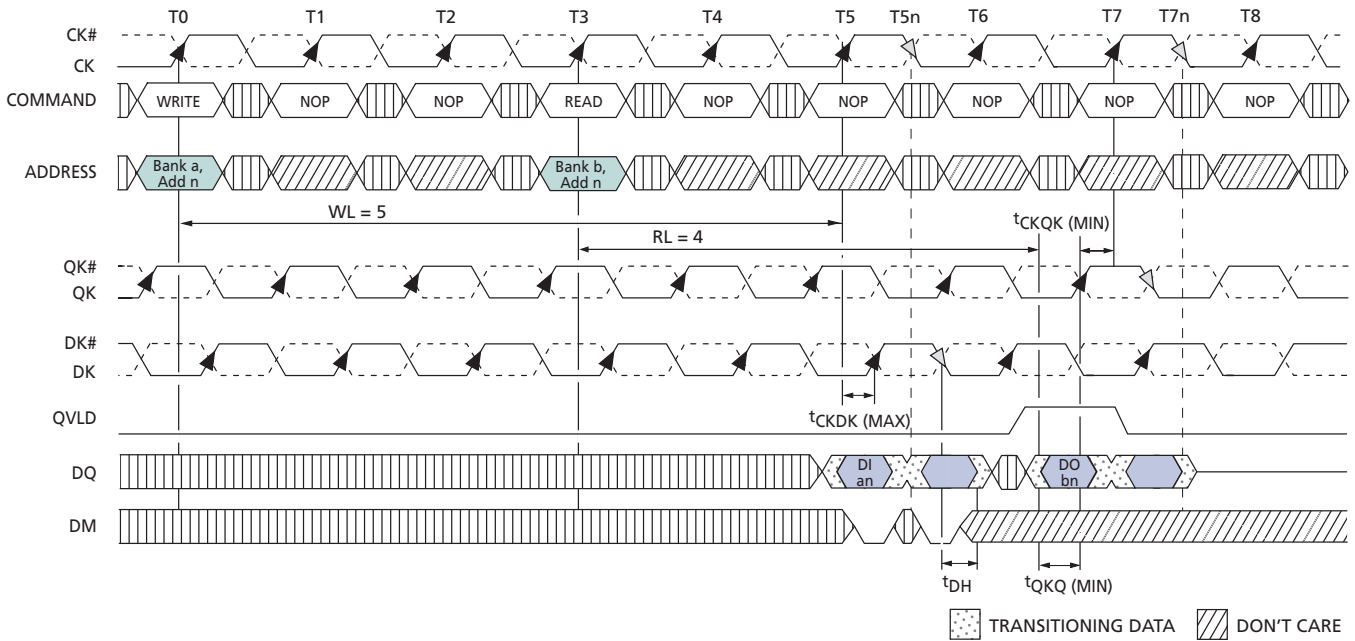 T0 T1 T2 T3 T4 T5 T5n T6 T7 T7n T8
CK#
CK
COMMAND WRITE NOP NOP READ NOP NOP NOP NOP NOP
ADDRESS Bank a, Add n Bank b, Add n
WL = 5
RL = 4
tCKQK (MIN)
QK#
QK
DK#
DK
tCKDK (MAX)
QVLD
DQ DI an DO bn
DM
tDH tQKQ (MIN)
TRANSITIONING DATA DON'T CARE